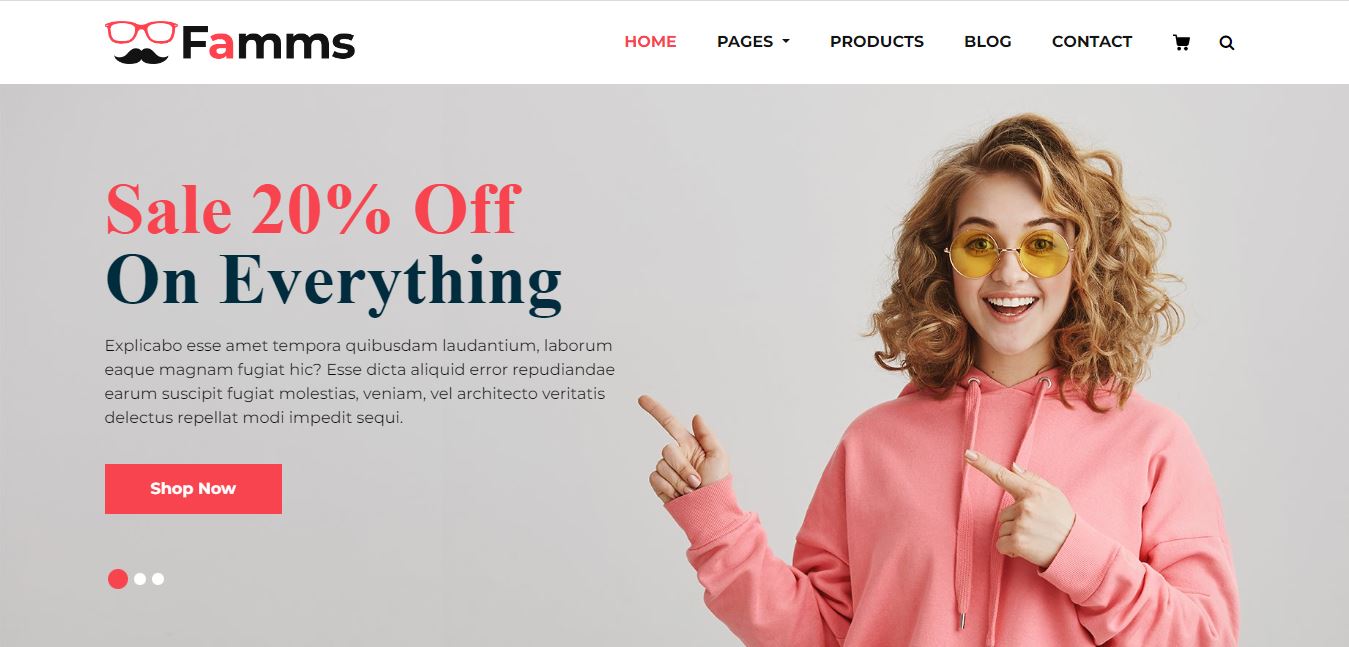 Famms
HOME PAGES PRODUCTS BLOG CONTACT
Sale 20% Off
On Everything
Explicabo esse amet tempora quibusdam laudantium, laborum
eaque magnam fugiat hic? Esse dicta aliquid error repudiandae
earum suscipit fugiat molestias, veniam, vel architecto veritatis
delectus repellat modi impedit sequi.
Shop Now